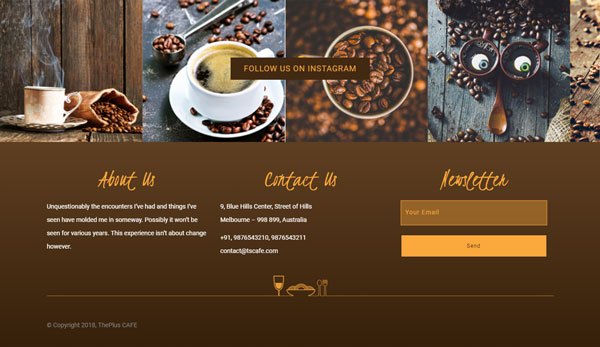 FOLLOW US ON INSTAGRAM
About Us
Unquestionably the encounters I've had and things I've
seen have molded me in someway. Possibly it won't be
seen for various years. This experience isn't about change
however.
Contact Us
9, Blue Hills Center, Street of Hills
Melbourne – 998 899, Australia
+91, 9876543210, 9876543211
contact@tscafe.com
Newsletter
Your Email
Send
© Copyright 2018, ThePlus CAFE